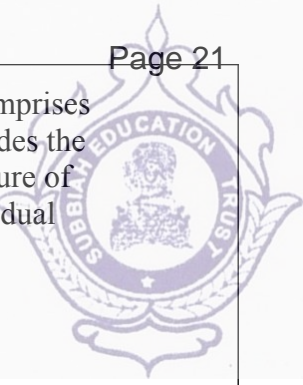 Page 21
mprises
des the
ure of
dual
SUBBIAH EDUCATION TRUST